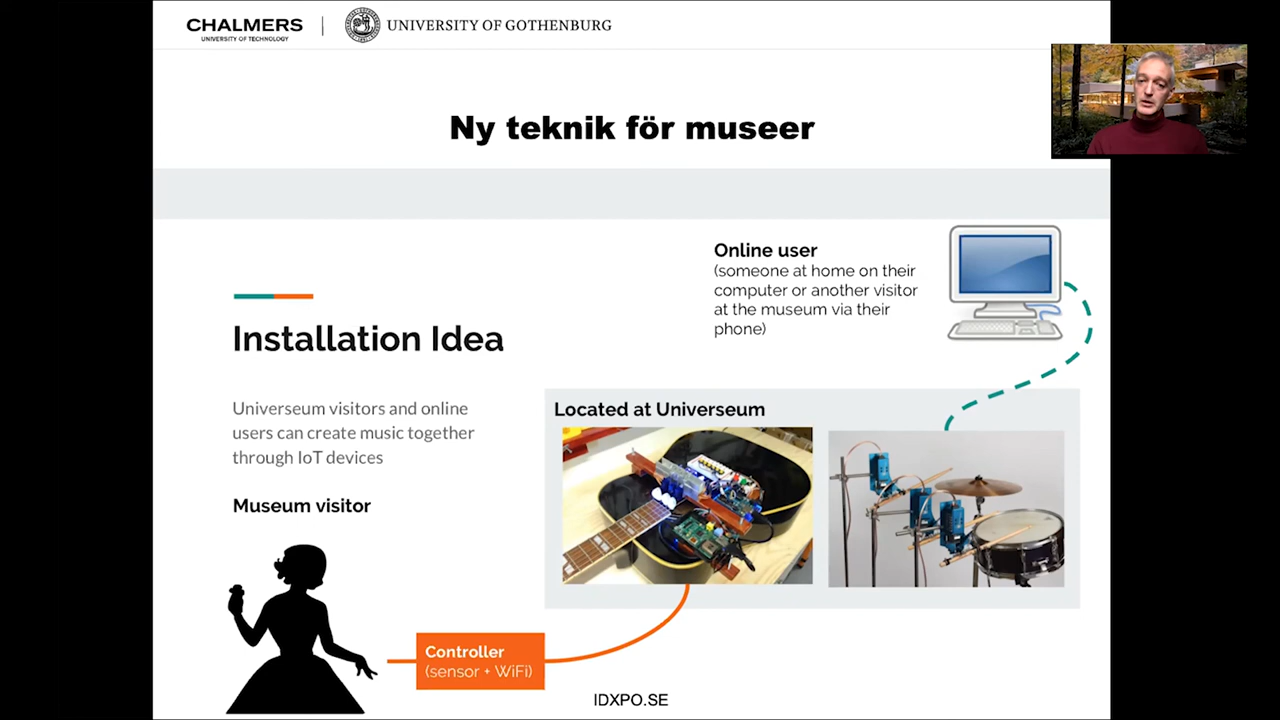 CHALMERS
UNIVERSITY OF TECHNOLOGY
UNIVERSITY OF GOTHENBURG
Ny teknik för museer
Online user
(someone at home on their
computer or another visitor
at the museum via their
phone)
Installation Idea
Universeum visitors and online
users can create music together
through IoT devices
Located at Universeum
Museum visitor
Controller
(sensor + WiFi)
IDXPO.SE